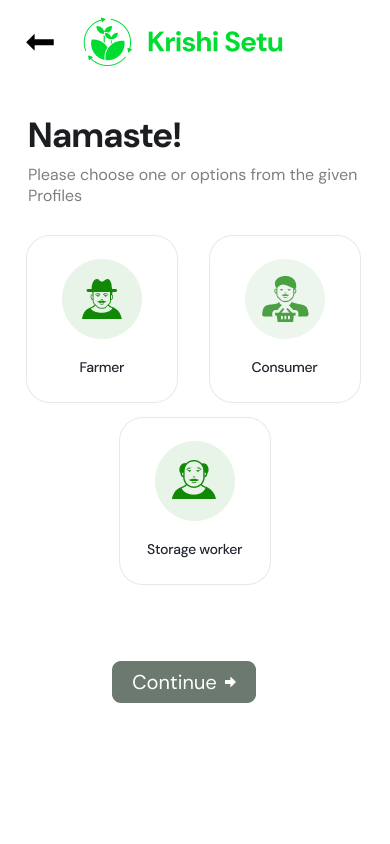 Krishi Setu
Namaste!
Please choose one or options from the given
Profiles
Farmer
Consumer
Storage worker
Continue